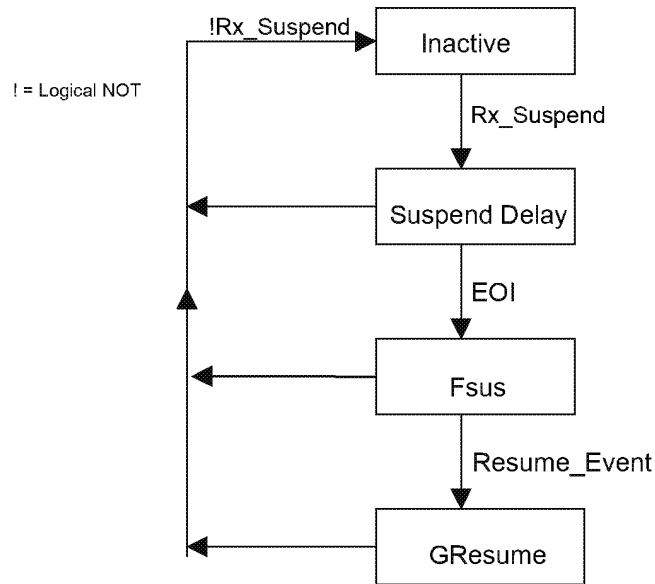 !Rx_Suspend
Inactive
! = Logical NOT
Rx_Suspend
Suspend Delay
EOI
Fsus
Resume_Event
GResume